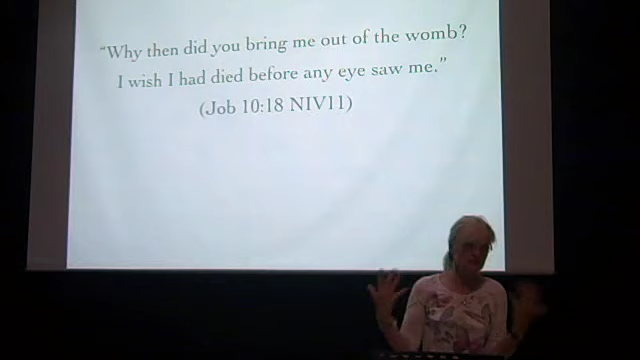 “Why then did you bring me out of the womb?
I wish I had died before any eye saw me.”
(Job 10:18 NIV11)